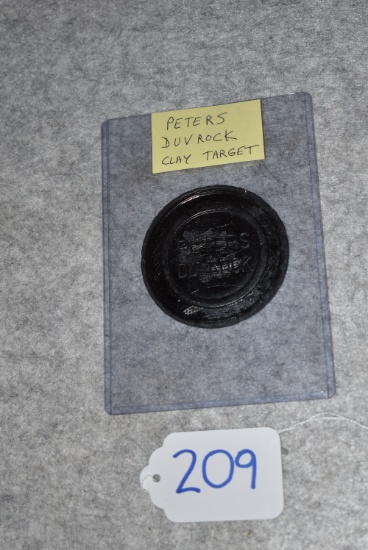 PETERS
DUVROCK
CLAY TARGET
PETERS
DUVROCK
209